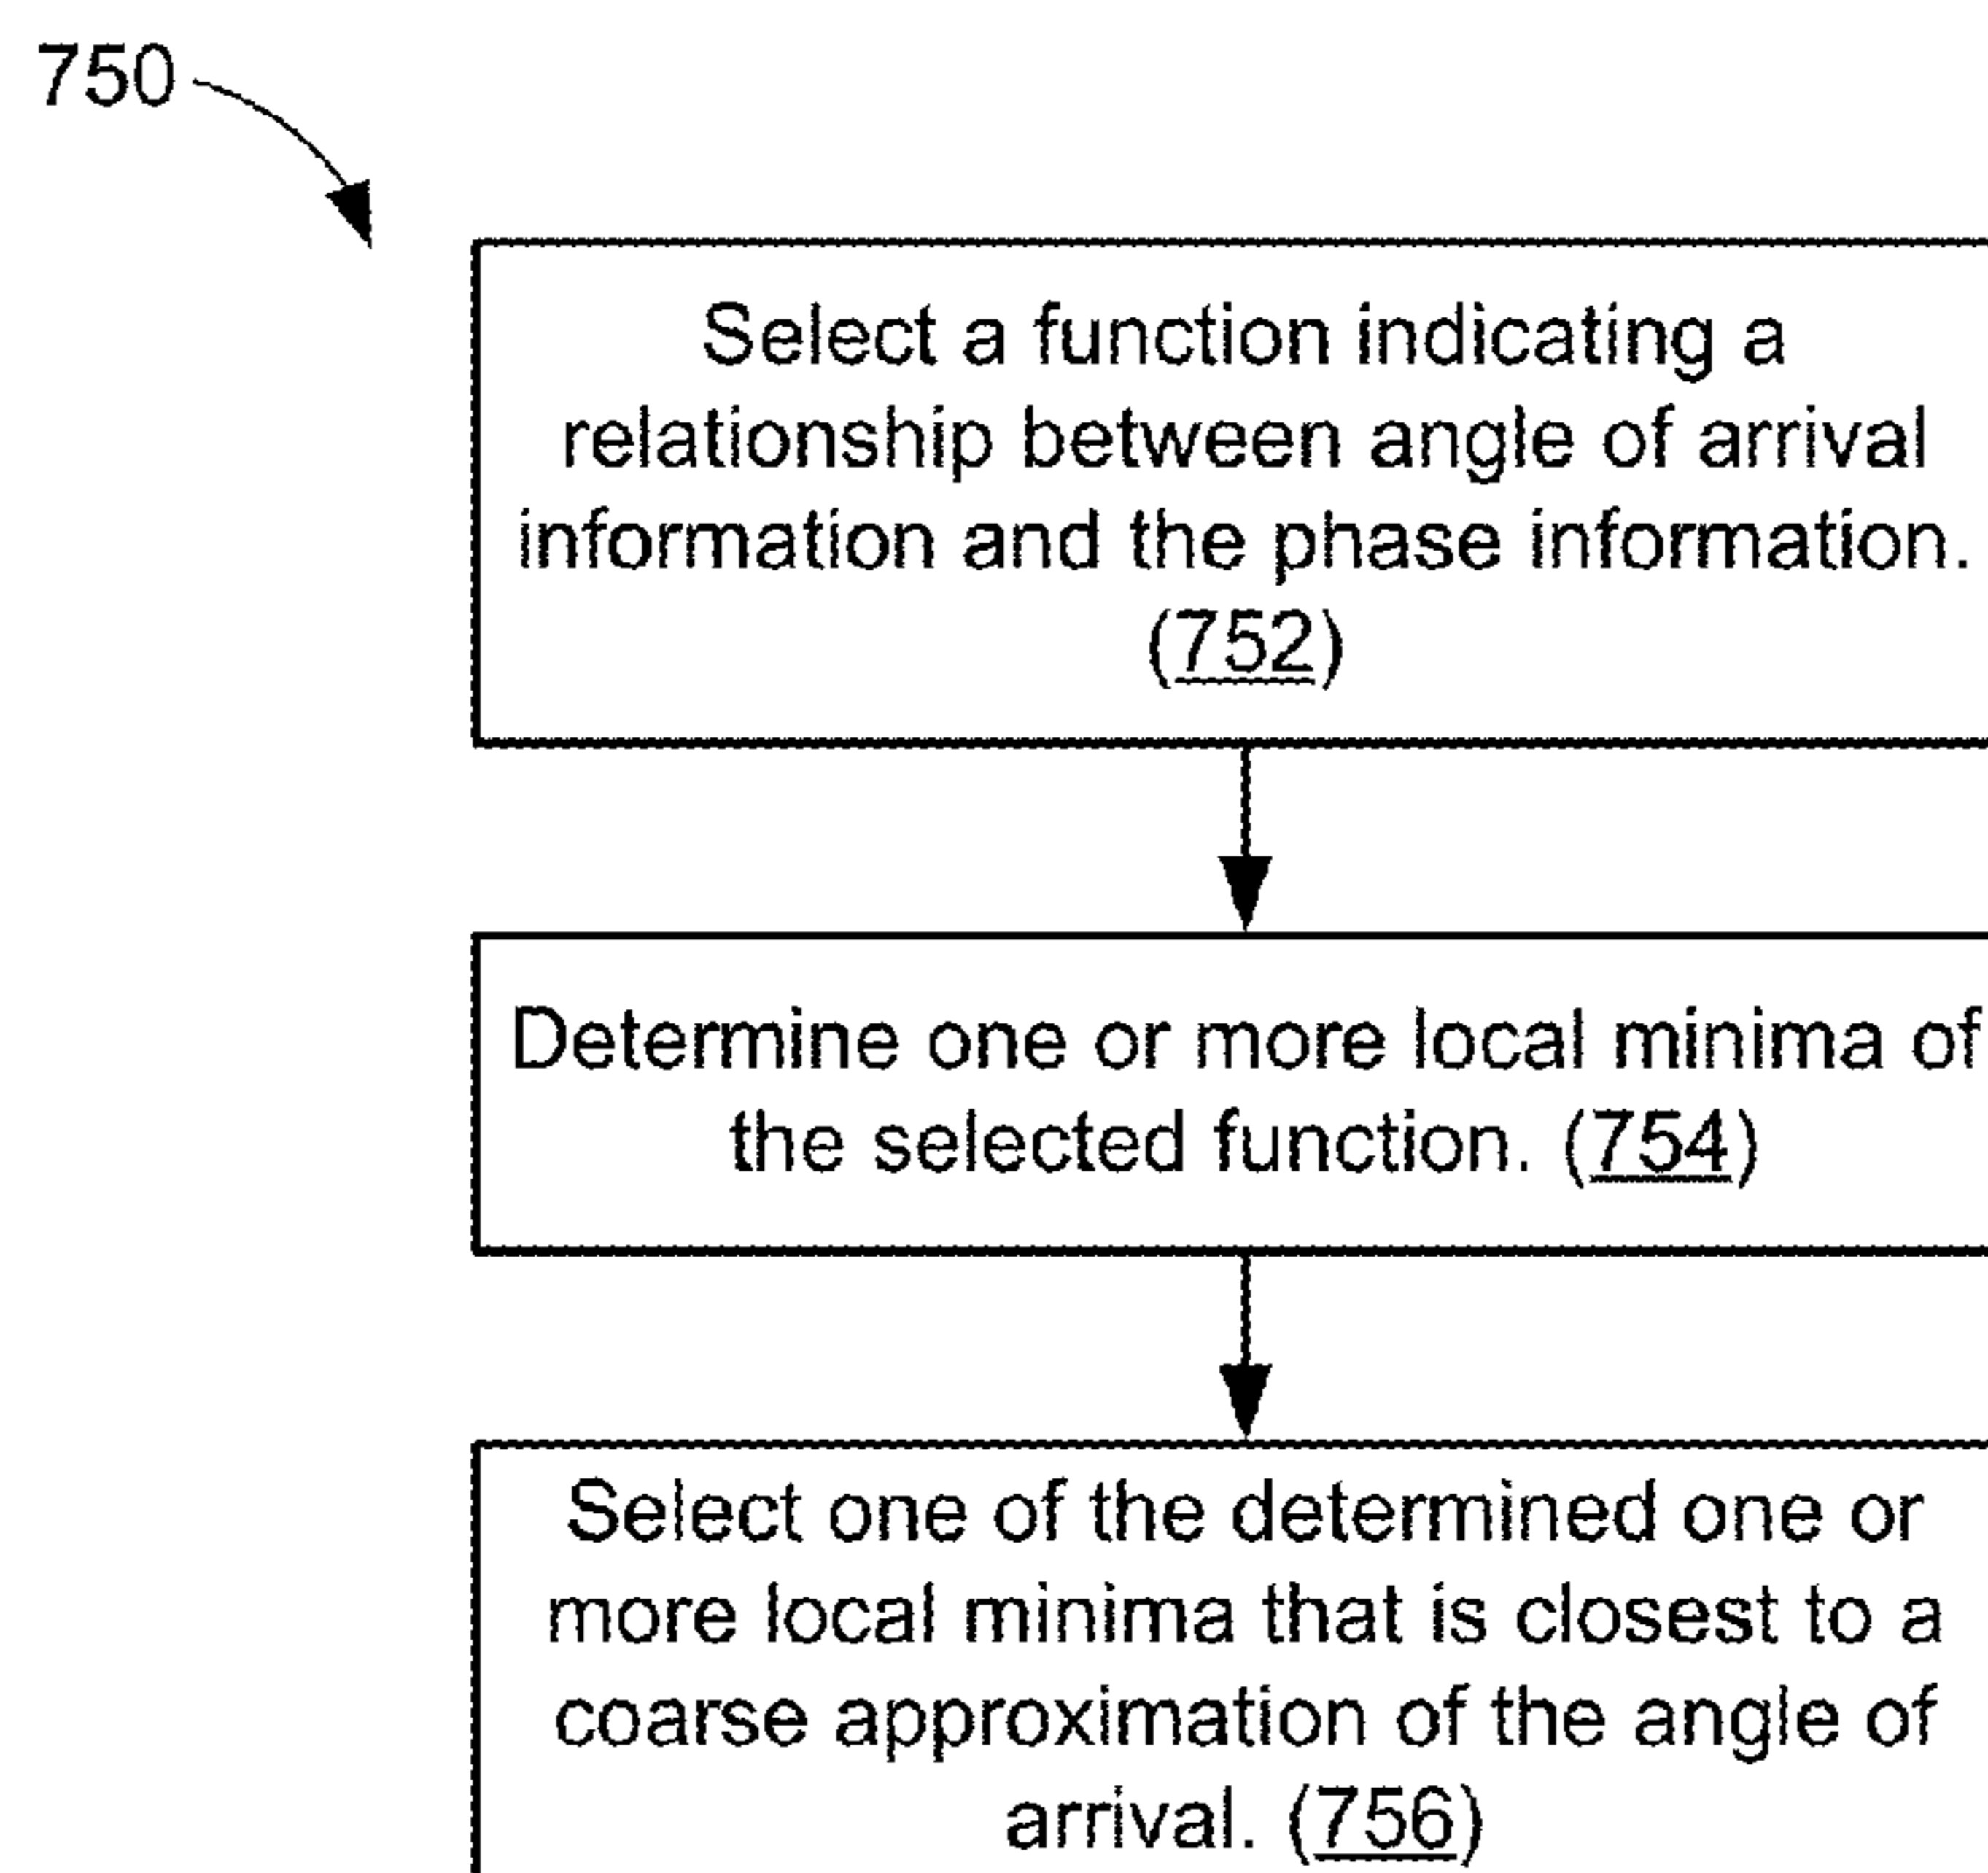 750
Select a function indicating a
relationship between angle of arrival
information and the phase information.
(752)
Determine one or more local minima of
the selected function. (754)
Select one of the determined one or
more local minima that is closest to a
coarse approximation of the angle of
arrival. (756)